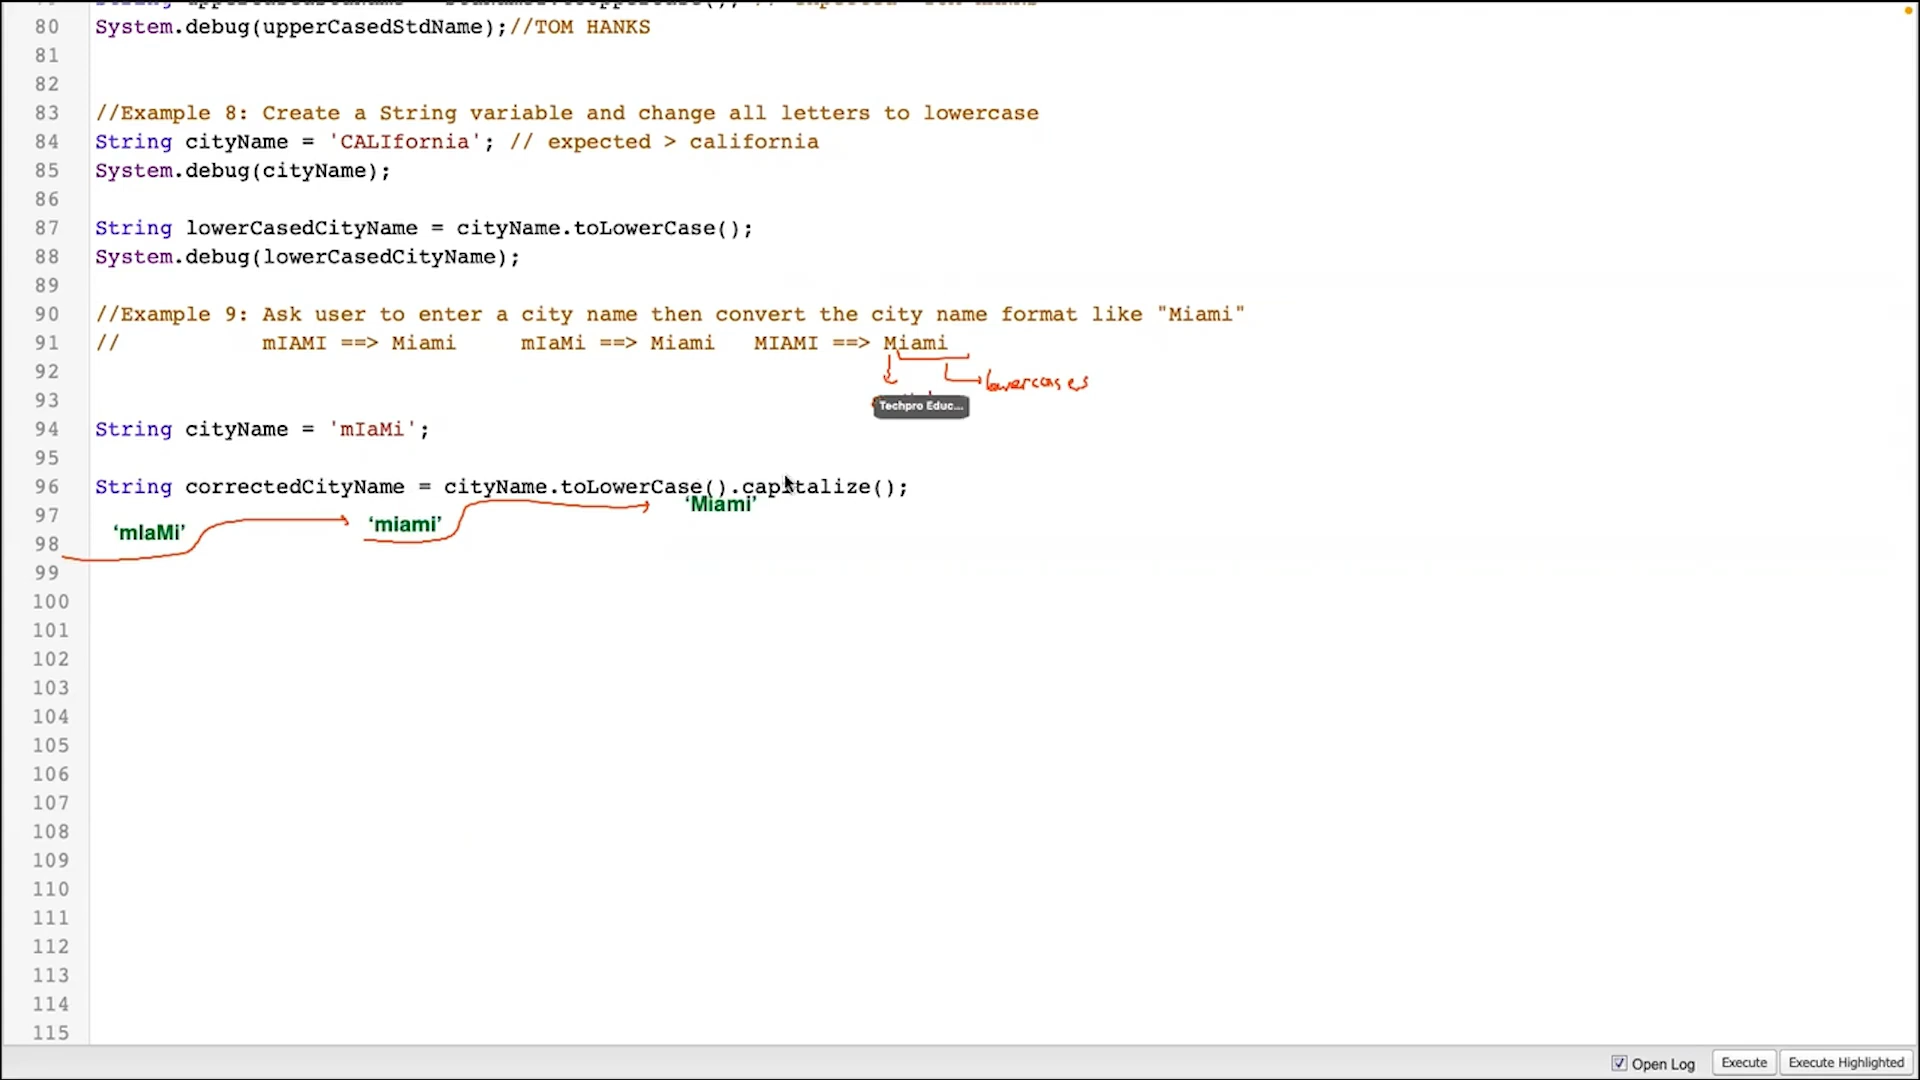 80 System.debug(upperCasedStdName);//TOM HANKS
81
82
83 //Example 8: Create a String variable and change all letters to lowercase
84 String cityName = 'CALIfornia'; // expected > california
85 System.debug(cityName);
86
87 String lowerCasedCityName = cityName.toLowerCase();
88 System.debug(lowerCasedCityName);
89
90 //Example 9: Ask user to enter a city name then convert the city name format like "Miami"
91 // mIAMI ==> Miami mIaMi ==> Miami MIAMI ==> Miami
92 lowercases
93 Techpro Educ...
94 String cityName = 'mIaMi';
95
96 String correctedCityName = cityName.toLowerCase().capitalize();
97 ‘mIaMi’ ‘miami’ ‘Miami’
98
99
100
101
102
103
104
105
106
107
108
109
110
111
112
113
114
115
Open Log Execute Execute Highlighted